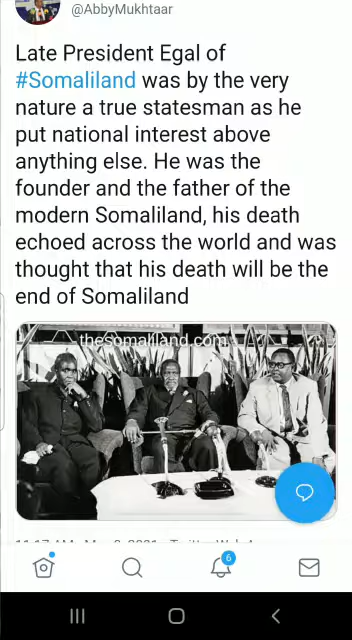 @AbbyMukhtaar
Late President Egal of
#Somaliland was by the very
nature a true statesman as he
put national interest above
anything else. He was the
founder and the father of the
modern Somaliland, his death
echoed across the world and was
thought that his death will be the
end of Somaliland
thesomaliland.com
6